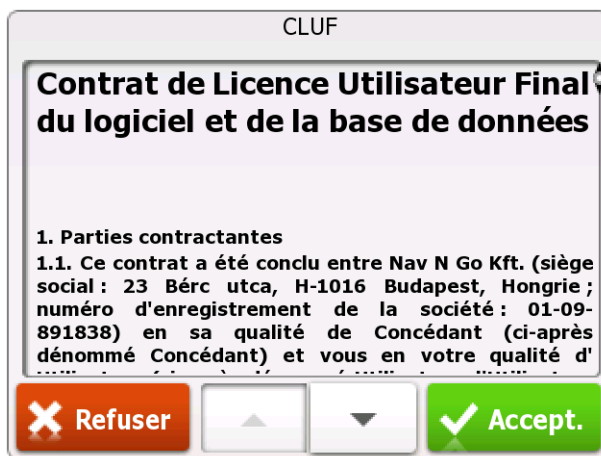 CLUF
Contrat de Licence Utilisateur Final
du logiciel et de la base de données
1. Parties contractantes
1.1. Ce contrat a été conclu entre Nav N Go Kft. (siège
social : 23 Bérc utca, H-1016 Budapest, Hongrie ;
numéro d'enregistrement de la société : 01-09-
891838) en sa qualité de Concédant (ci-après
dénommé Concédant) et vous en votre qualité d'
Refuser
Accept.